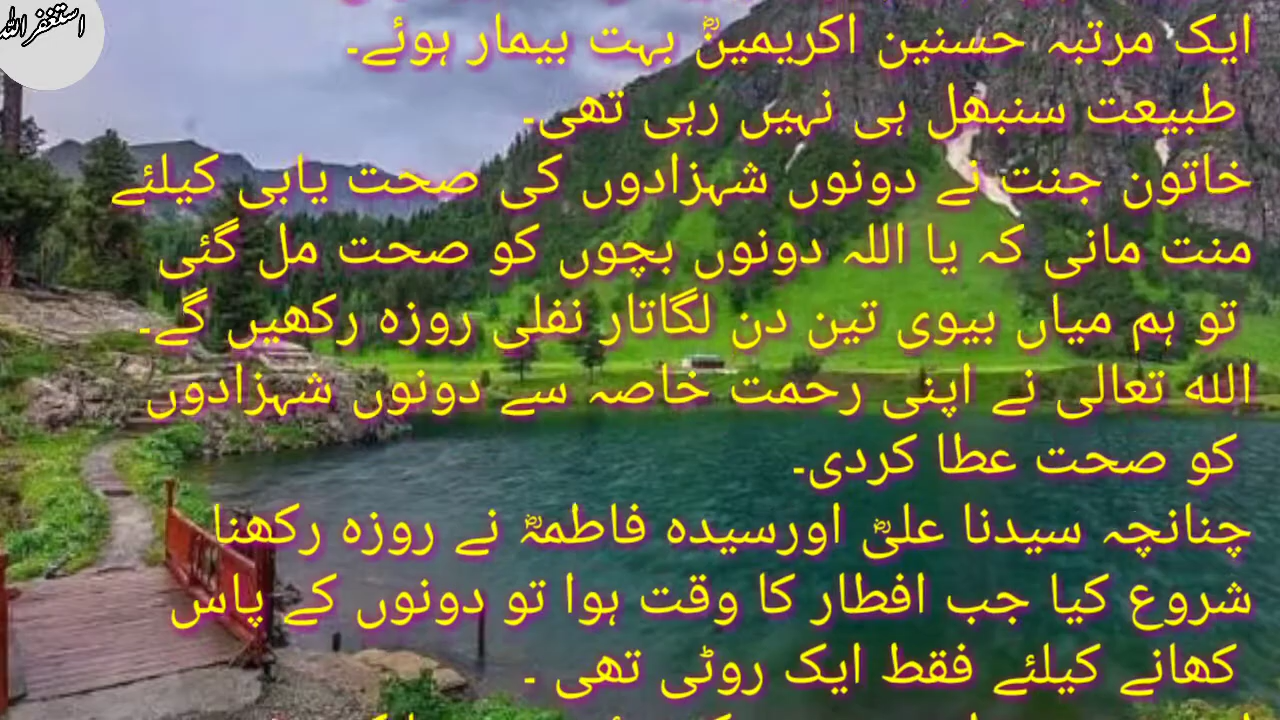 استغفر اللہ
ایک مرتبہ حسنین اکریمینؓ بہت بیمار ہوئے۔
طبیعت سنبھل ہی نہیں رہی تھی۔
خاتون جنت نے دونوں شہزادوں کی صحت یابی کیلئے
منت مانی کہ یا اللہ دونوں بچوں کو صحت مل گئی
تو ہم میاں بیوی تین دن لگاتار نفلی روزہ رکھیں گے۔
اللہ تعالی نے اپنی رحمت خاصہ سے دونوں شہزادوں
کو صحت عطا کردی۔
چنانچہ سیدنا علیؓ اورسیدہ فاطمہؓ نے روزہ رکھنا
شروع کیا جب افطار کا وقت ہوا تو دونوں کے پاس
کھانے کیلئے فقط ایک روٹی تھی ۔